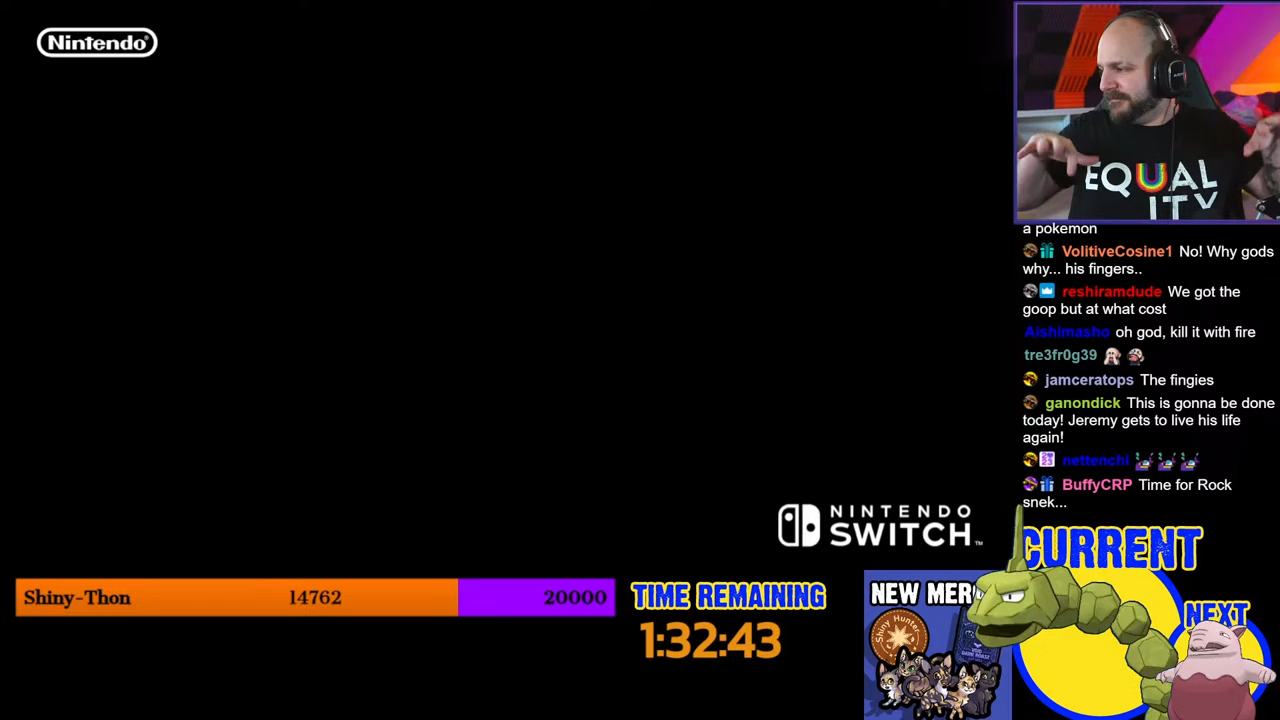 Nintendo
EQUAL
ITY
a pokemon
VolitiveCosine1 No! Why gods
why... his fingers..
reshiramdude We got the
goop but at what cost
Aishimasho oh god, kill it with fire
tre3fr0g39
jamceratops The fingies
ganondick This is gonna be done
today! Jeremy gets to live his life
again!
nettenchi
BuffyCRP Time for Rock
snek...
NINTENDO
SWITCH
CURRENT
Shiny-Thon 14762 20000
TIME REMAINING
1:32:43
NEW MER
Shiny Hunter
NEXT